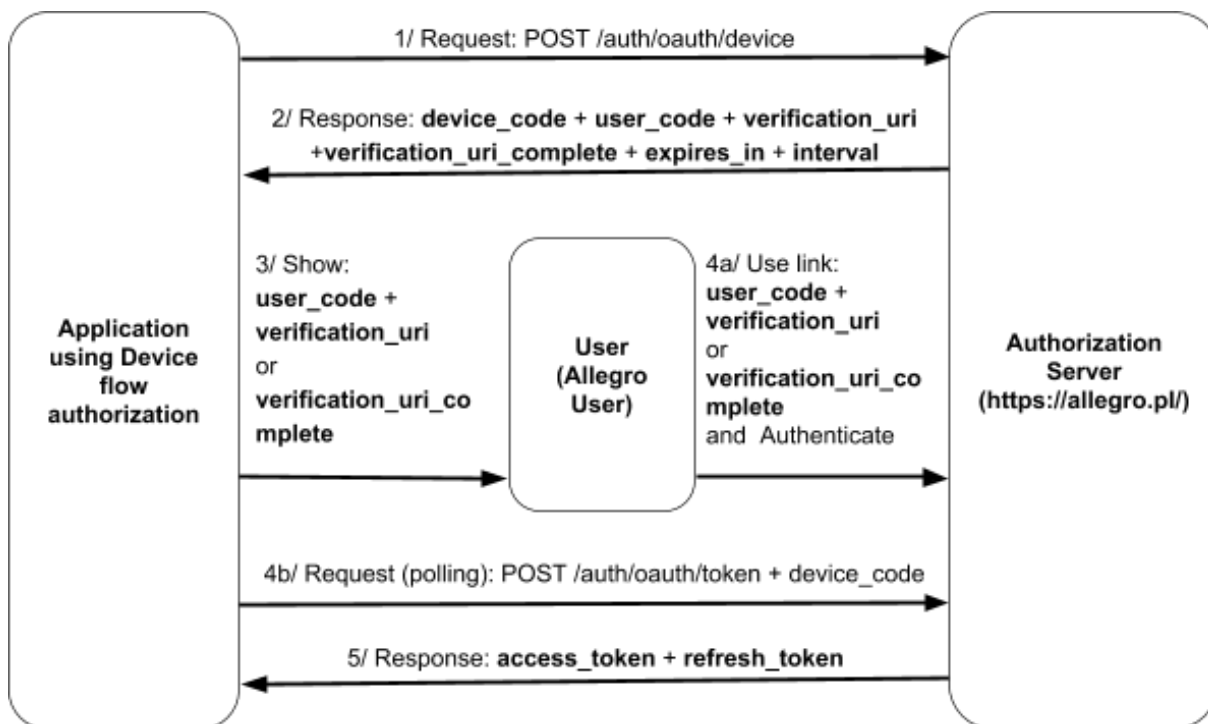 1/ Request: POST /auth/oauth/device
2/ Response: device_code + user_code + verification_uri
+verification_uri_complete + expires_in + interval
Application
using Device
flow
authorization
3/ Show:
user_code +
verification_uri
or
verification_uri_co
mplete
User
(Allegro
User)
4a/ Use link:
user_code +
verification_uri
or
verification_uri_co
mplete
and Authenticate
Authorization
Server
(https://allegro.pl/)
4b/ Request (polling): POST /auth/oauth/token + device_code
5/ Response: access_token + refresh_token